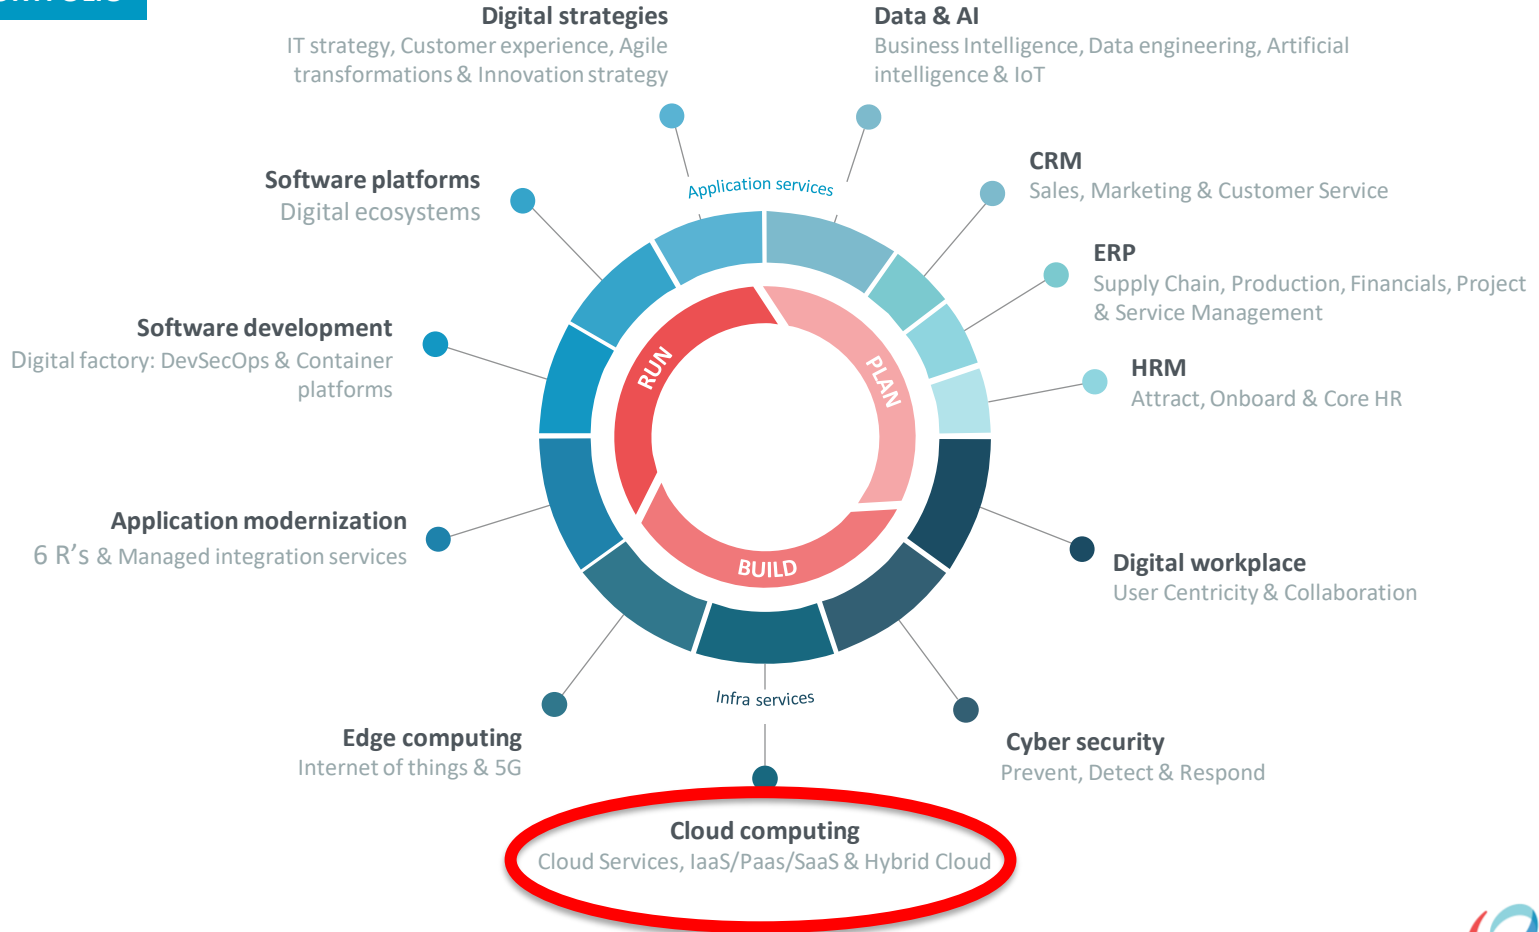 Digital strategies
IT strategy, Customer experience, Agile
transformations & Innovation strategy
Data & AI
Business Intelligence, Data engineering, Artificial
intelligence & IoT
Application services
Software platforms
Digital ecosystems
CRM
Sales, Marketing & Customer Service
ERP
Supply Chain, Production, Financials, Project
& Service Management
Software development
Digital factory: DevSecOps & Container
platforms
HRM
Attract, Onboard & Core HR
RUN
PLAN
BUILD
Application modernization
6 R’s & Managed integration services
Digital workplace
User Centricity & Collaboration
Infra services
Edge computing
Internet of things & 5G
Cyber security
Prevent, Detect & Respond
Cloud computing
Cloud Services, IaaS/Paas/SaaS & Hybrid Cloud